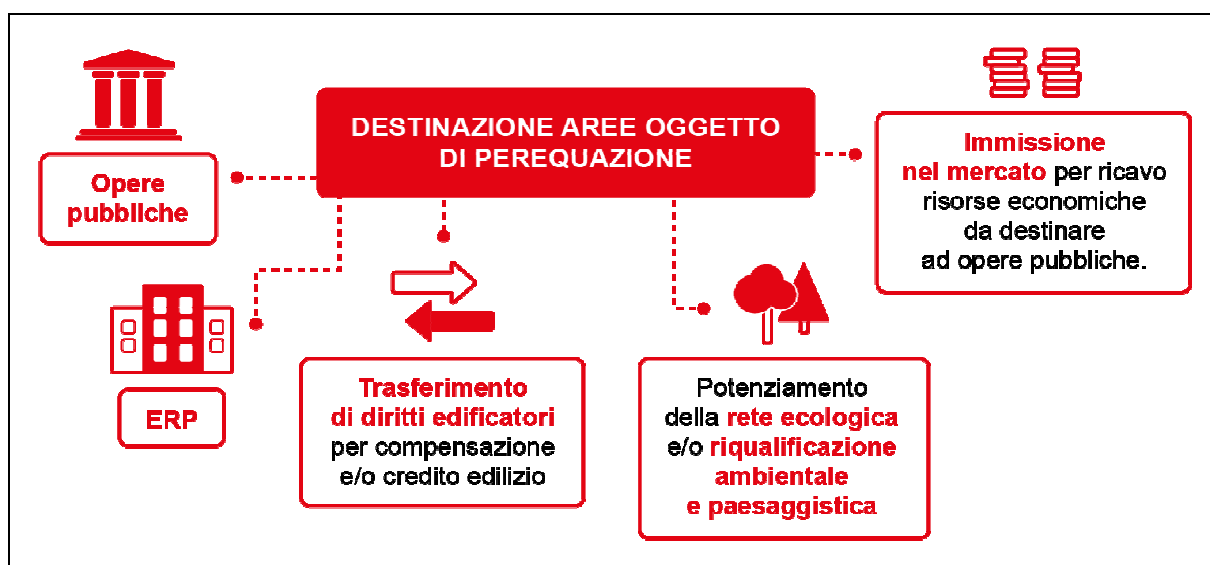 DESTINAZIONE AREE OGGETTO
DI PEREQUAZIONE
Opere
pubbliche
ERP
Trasferimento
di diritti edificatori
per compensazione
e/o credito edilizio
Potenziamento
della rete ecologica
e/o riqualificazione
ambientale
e paesaggistica
Immissione
nel mercato per ricavo
risorse economiche
da destinare
ad opere pubbliche.